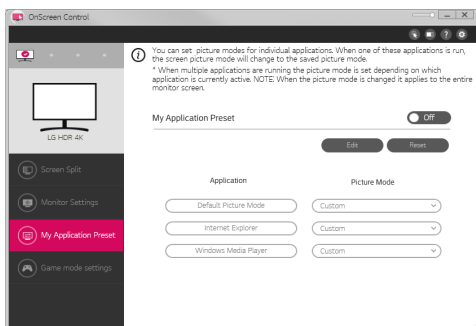 OnScreen Control
You can set picture modes for individual applications. When one of these applications is run,
the screen picture mode will change to the saved picture mode.
* When multiple applications are running the picture mode is set depending on which
application is currently active. NOTE: When the picture mode is changed it applies to the entire
monitor screen.
LG HDR 4K
My Application Preset
Off
Edit
Reset
Screen Split
Monitor Settings
My Application Preset
Game mode settings
Application
Picture Mode
Default Picture Mode
Custom
Internet Explorer
Custom
Windows Media Player
Custom